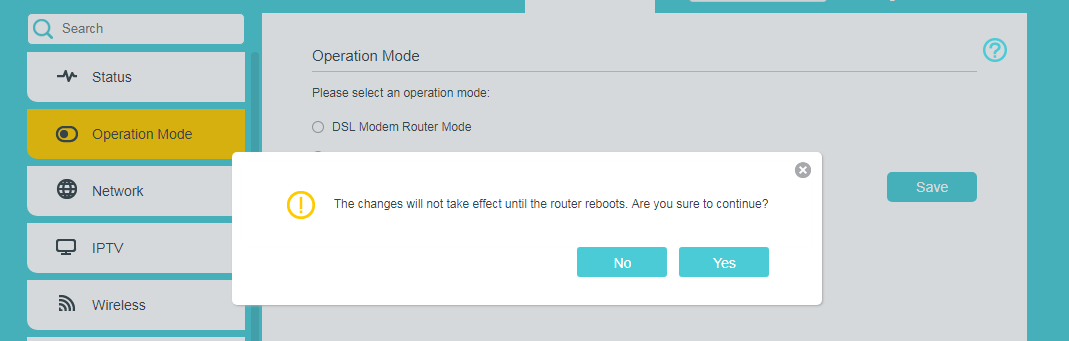 Search
Status
Operation Mode
Network
IPTV
Wireless
Operation Mode
Please select an operation mode:
DSL Modem Router Mode
Save
The changes will not take effect until the router reboots. Are you sure to continue?
No
Yes